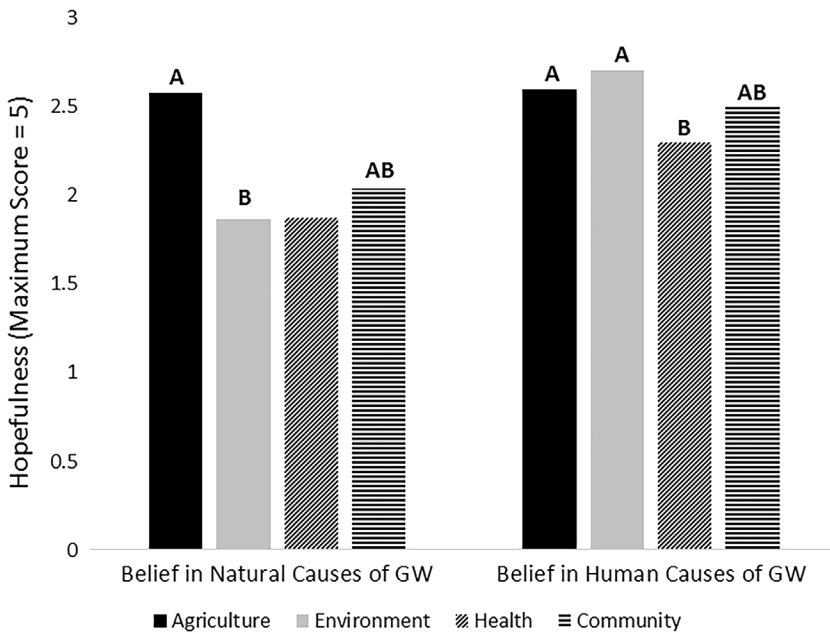 Hopefulness (Maximum Score = 5)
3
2.5
2
1.5
1
0.5
0
A
B
AB
A
A
B
AB
Belief in Natural Causes of GW
Belief in Human Causes of GW
Agriculture Environment Health Community